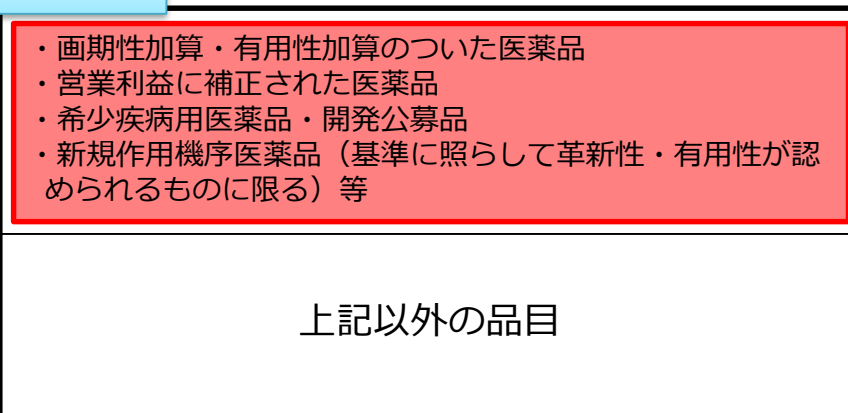 ・画期性加算・有用性加算のついた医薬品
・営業利益に補正された医薬品
・希少疾病用医薬品・開発公募品
・新規作用機序医薬品（基準に照らして革新性・有用性が認
められるものに限る）等
上記以外の品目